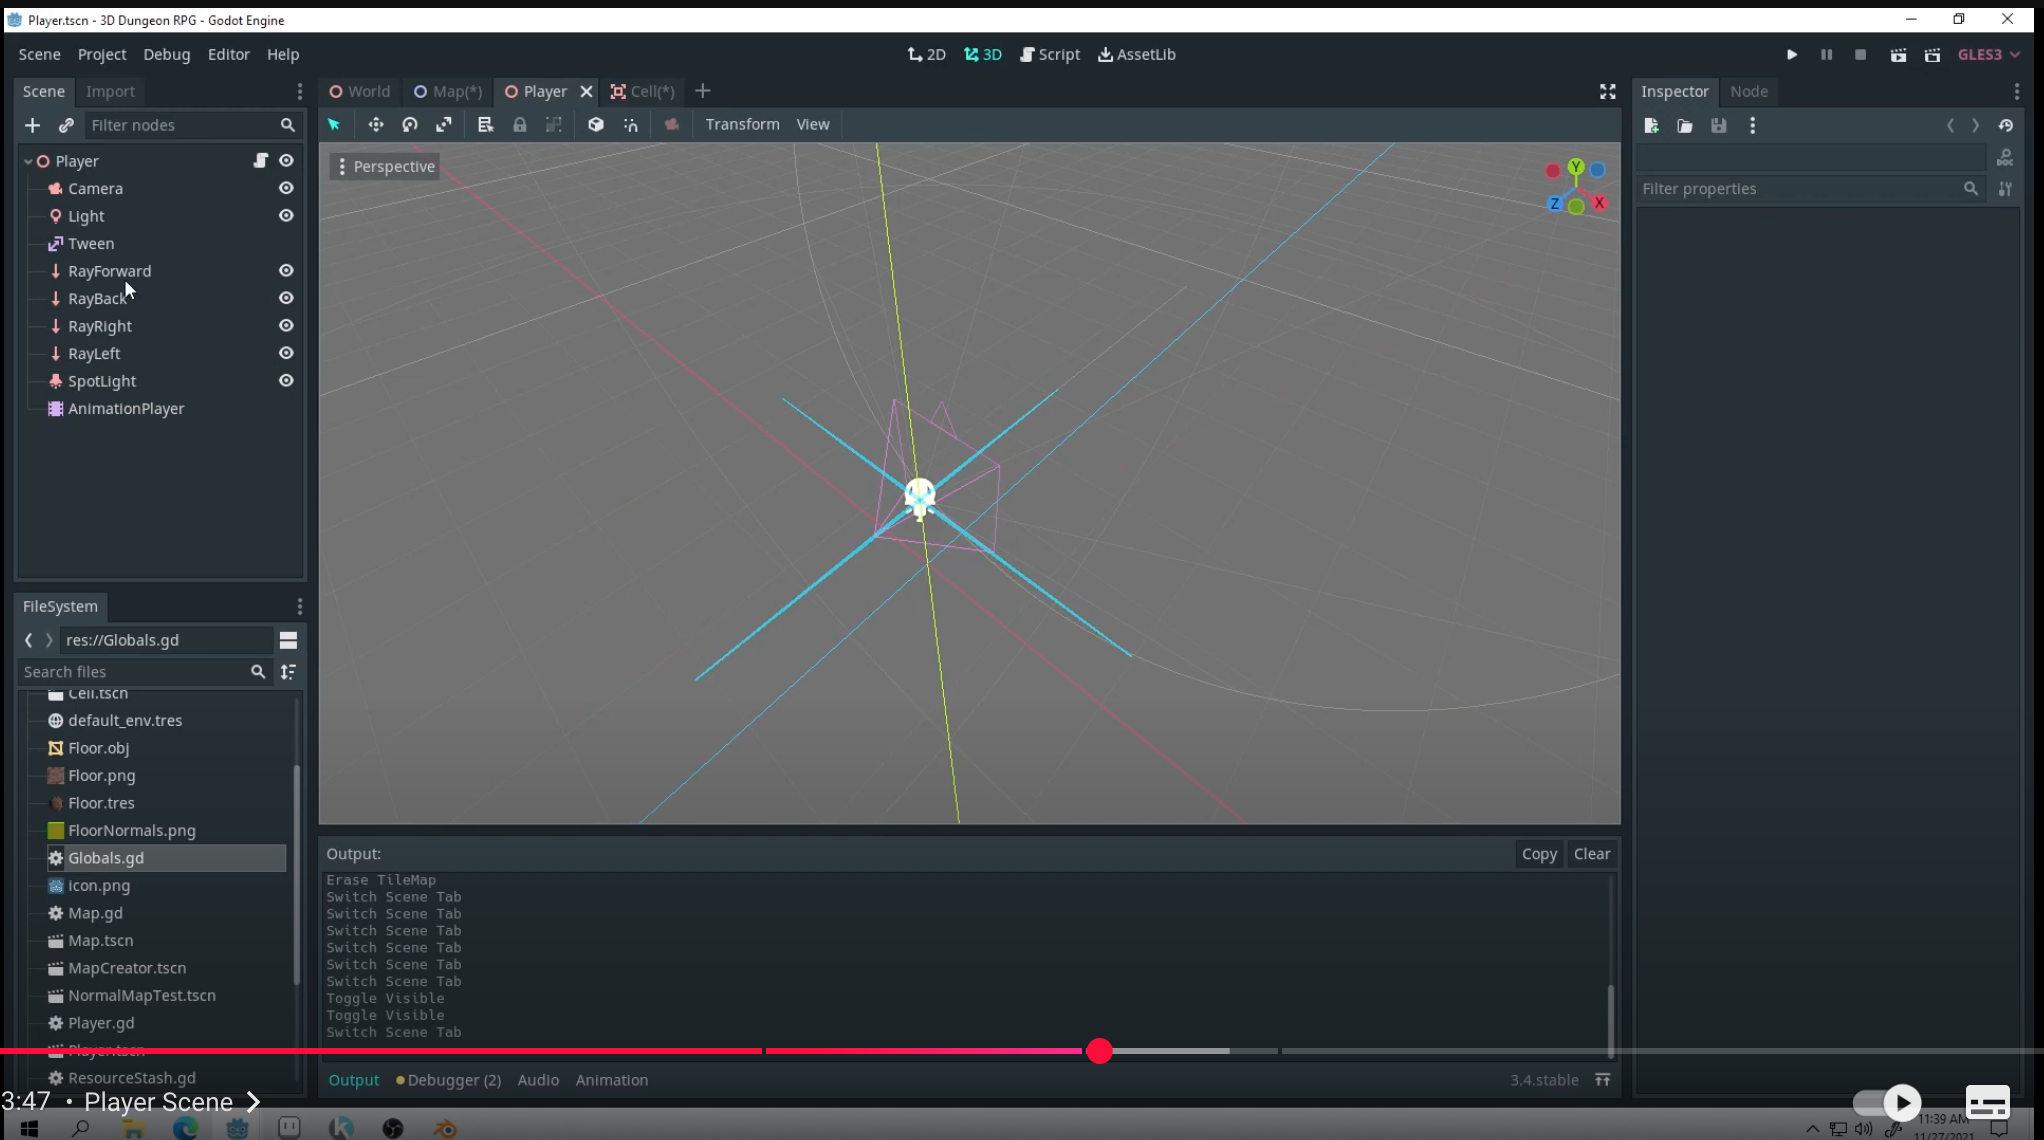 Player.tscn - 3D Dungeon RPG - Godot Engine
Scene Project Debug Editor Help
2D 3D Script AssetLib
GLES3
Scene Import
World Map(*) Player Cell(*)
Inspector Node
Filter nodes
Transform View
Player
Camera
Light
Tween
RayForward
RayBack
RayRight
RayLeft
SpotLight
AnimationPlayer
Perspective
Y
Z
X
DOC
Filter properties
FileSystem
res://Globals.gd
Search files
Cell.tscn
default_env.tres
Floor.obj
Floor.png
Floor.tres
FloorNormals.png
Globals.gd
icon.png
Map.gd
Map.tscn
MapCreator.tscn
NormalMapTest.tscn
Player.gd
Player.tscn
ResourceStash.gd
Output:
Copy Clear
Erase TileMap
Switch Scene Tab
Switch Scene Tab
Switch Scene Tab
Switch Scene Tab
Switch Scene Tab
Switch Scene Tab
Toggle Visible
Toggle Visible
Switch Scene Tab
Output Debugger (2) Audio Animation
3.4.stable
3:47 • Player Scene
11:39 AM
11/27/2021